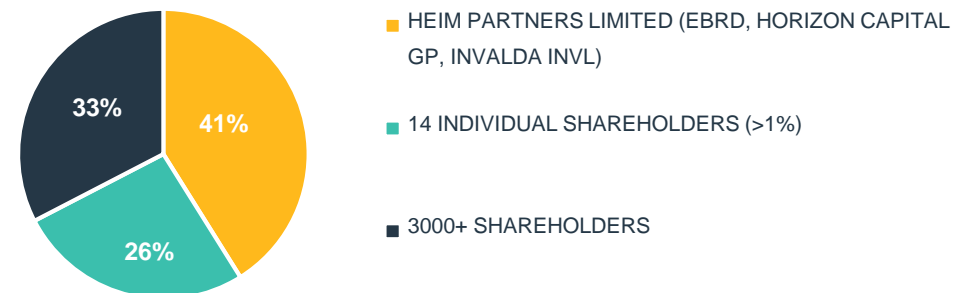 HEIM PARTNERS LIMITED (EBRD, HORIZON CAPITAL
GP, INVALDA INVL)
33%
41%
14 INDIVIDUAL SHAREHOLDERS (>1%)
3000+ SHAREHOLDERS
26%